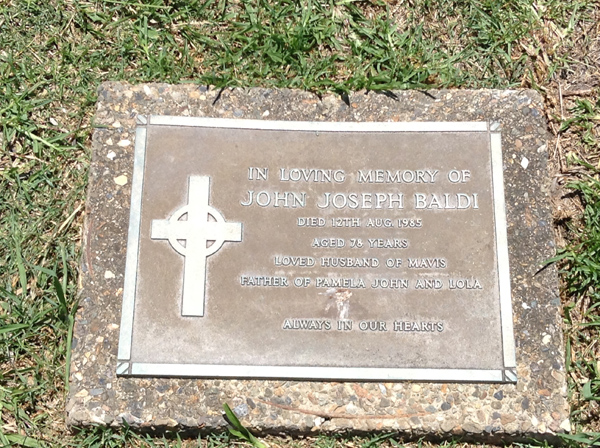 IN LOVING MEMORY OF
JOHN JOSEPH BALDI
DIED 12TH AUG 1985
AGED 78 YEARS
LOVED HUSBAND OF MAVIS
FATHER OF PAMELA JOHN AND LOLA
ALWAYS IN OUR HEARTS